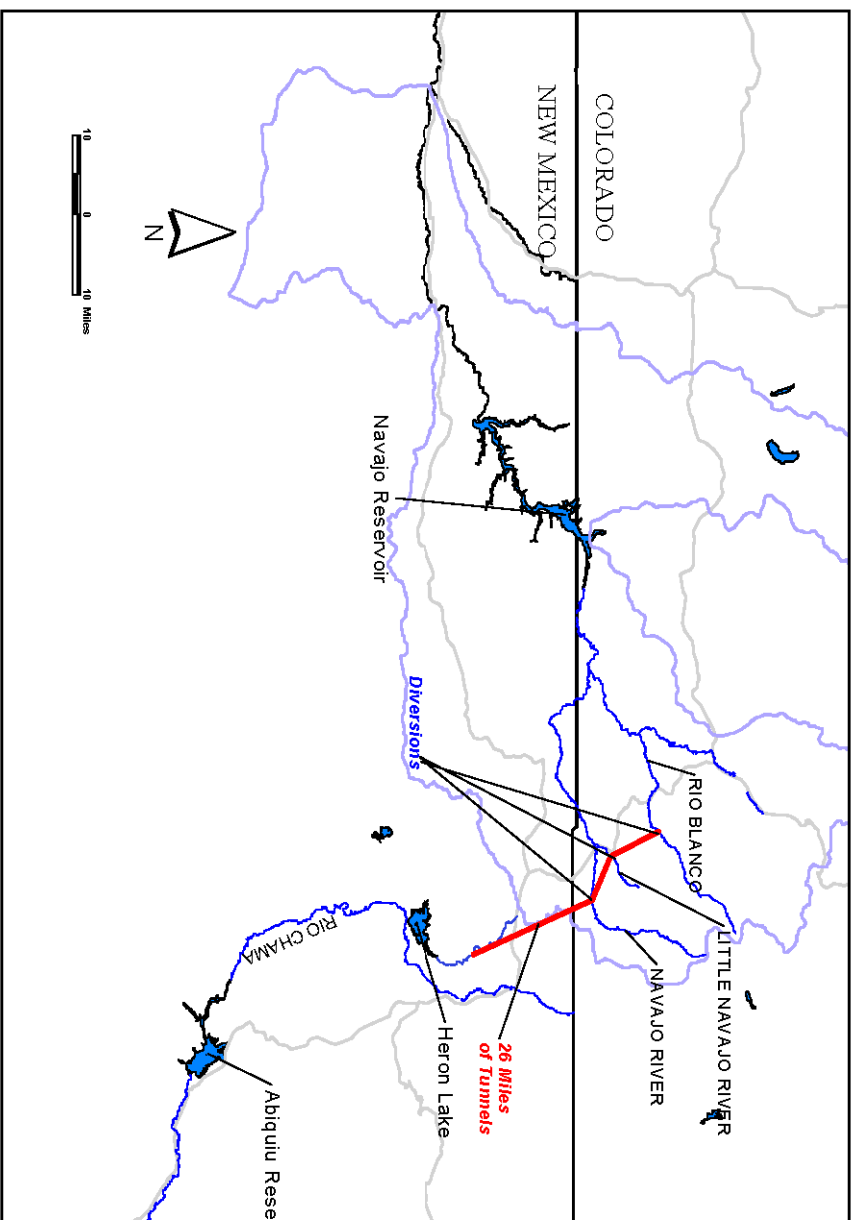 COLORADO
NEW MEXICO
LITTLE NAVAJO RIVER
RIO BLANCO
NAVAJO RIVER
Navajo Reservoir
Diversions
26 Miles
of Tunnels
Heron Lake
RIO CHAMA
Abiquiu Rese
N
10 0 10 Miles